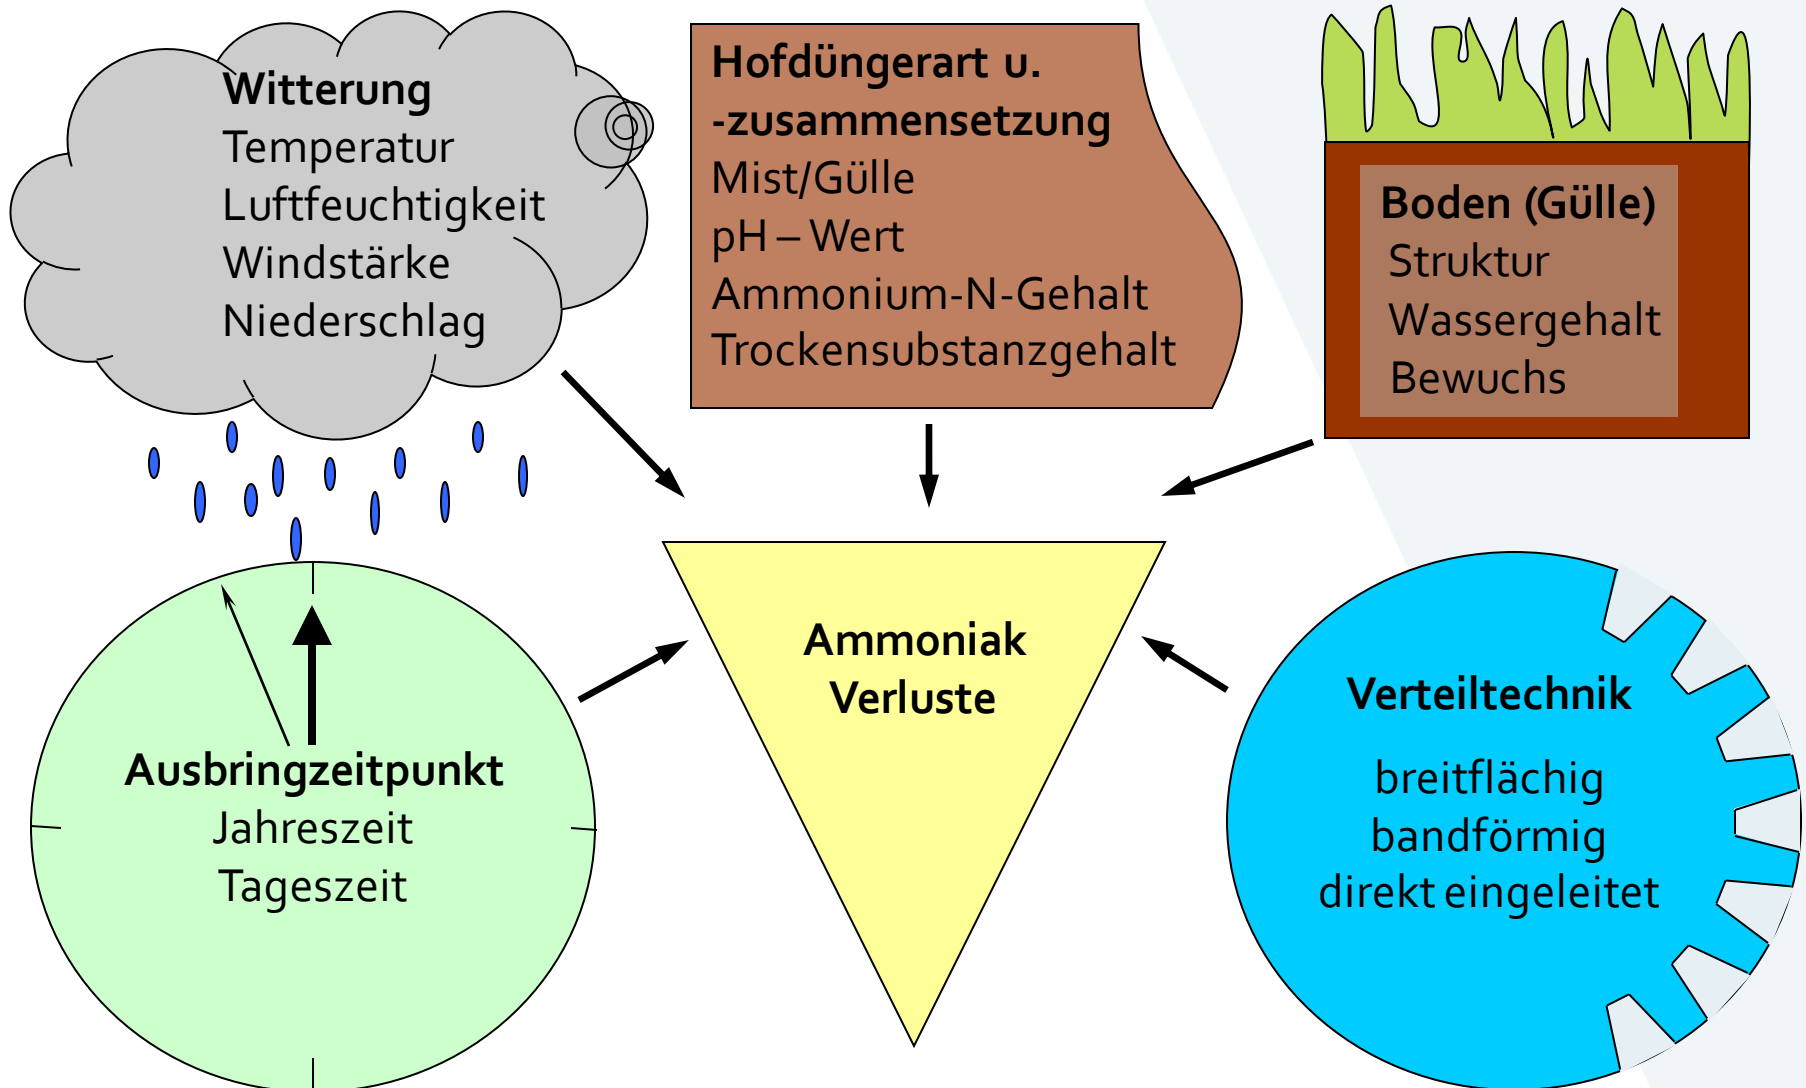 Witterung
Temperatur
Luftfeuchtigkeit
Windstärke
Niederschlag
Hofdüngerart u.
-zusammensetzung
Mist/Gülle
pH – Wert
Ammonium-N-Gehalt
Trockensubstanzgehalt
Boden (Gülle)
Struktur
Wassergehalt
Bewuchs
Ausbringzeitpunkt
Jahreszeit
Tageszeit
Ammoniak
Verluste
Verteiltechnik
breitflächig
bandförmig
direkt eingeleitet